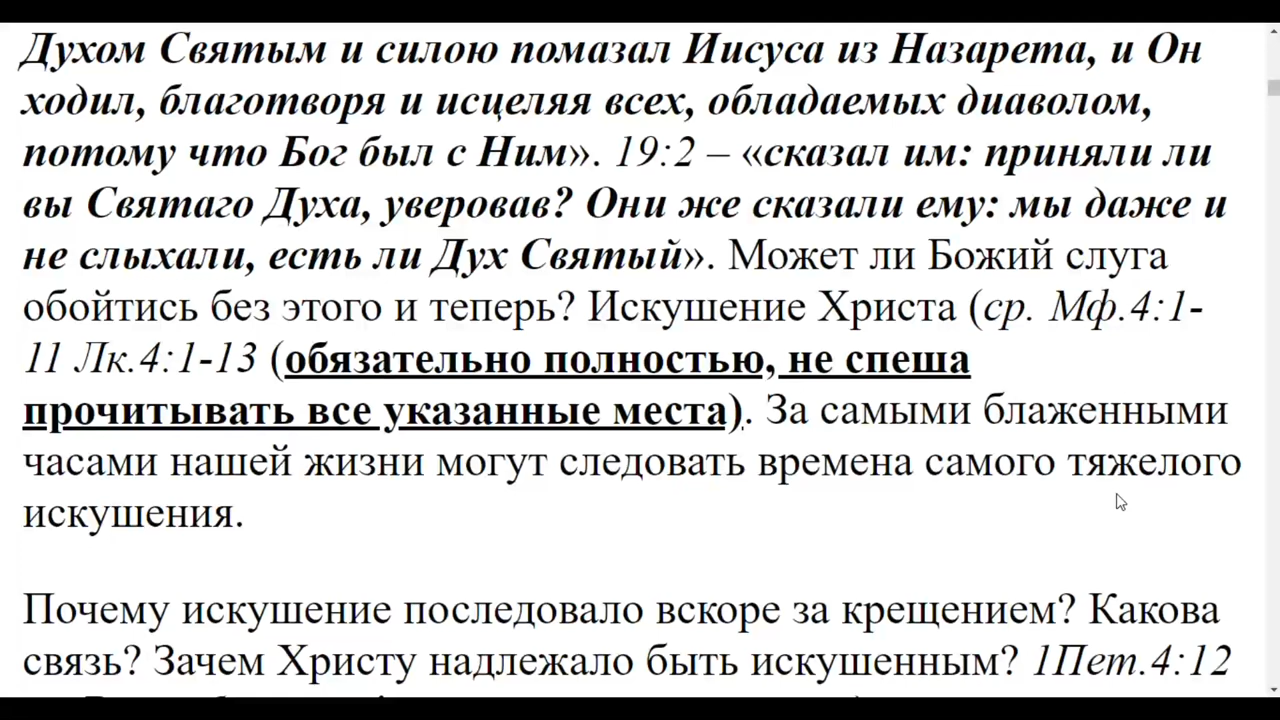 Духом Святым и силою помазал Иисуса из Назарета, и Он
ходил, благотворя и исцеляя всех, обладаемых диаволом,
потому что Бог был с Ним». 19:2 – «сказал им: приняли ли
вы Святаго Духа, уверовав? Они же сказали ему: мы даже и
не слыхали, есть ли Дух Святый». Может ли Божий слуга
обойтись без этого и теперь? Искушение Христа (ср. Мф.4:1-
11 Лк.4:1-13 (обязательно полностью, не спеша
прочитывать все указанные места). За самыми блаженными
часами нашей жизни могут следовать времена самого тяжелого
искушения.
Почему искушение последовало вскоре за крещением? Какова
связь? Зачем Христу надлежало быть искушенным? 1Пет.4:12